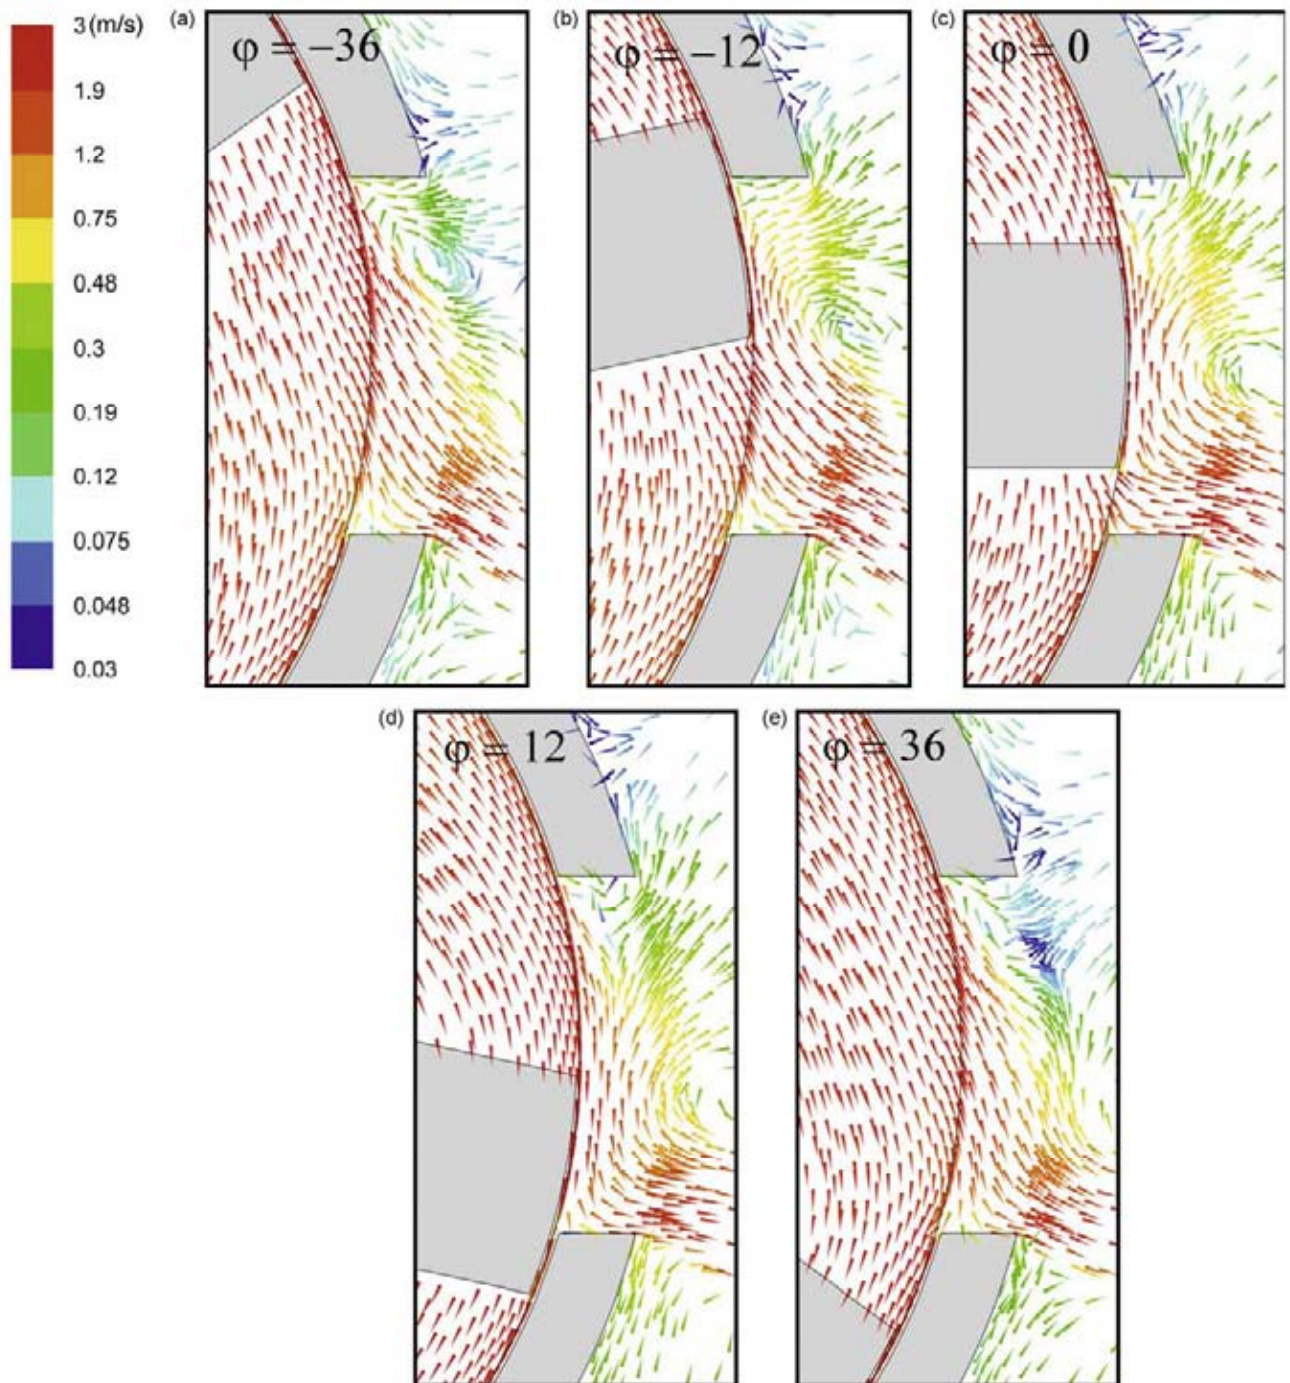 3(m/s)
1.9
1.2
0.75
0.48
0.3
0.19
0.12
0.075
0.048
0.03
(a)
φ = −36
(b)
φ = −12
(c)
φ = 0
(d)
φ = 12
(e)
φ = 36